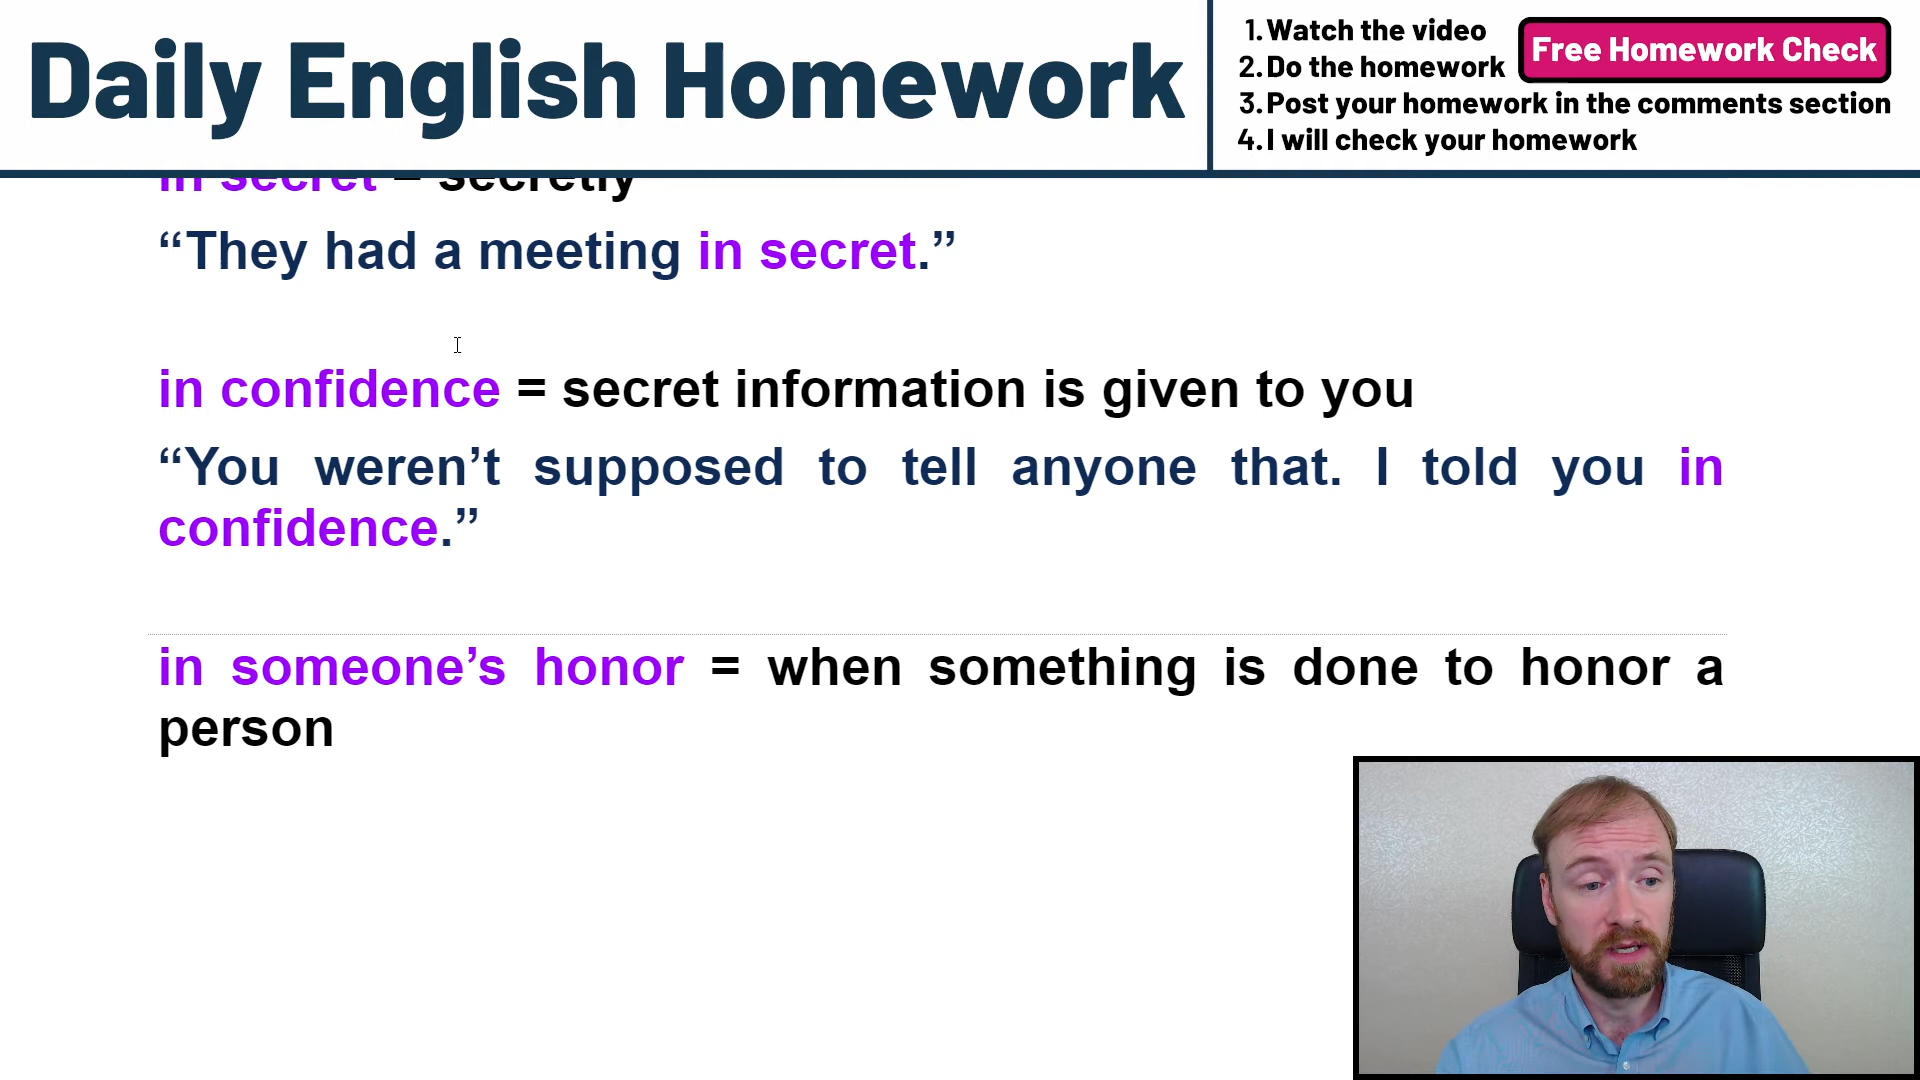 Daily English Homework
1. Watch the video
2. Do the homework
Free Homework Check
3. Post your homework in the comments section
4. I will check your homework
in secret = secretly
“They had a meeting in secret.”
in confidence = secret information is given to you
“You weren’t supposed to tell anyone that. I told you in
confidence.”
in someone’s honor = when something is done to honor a
person